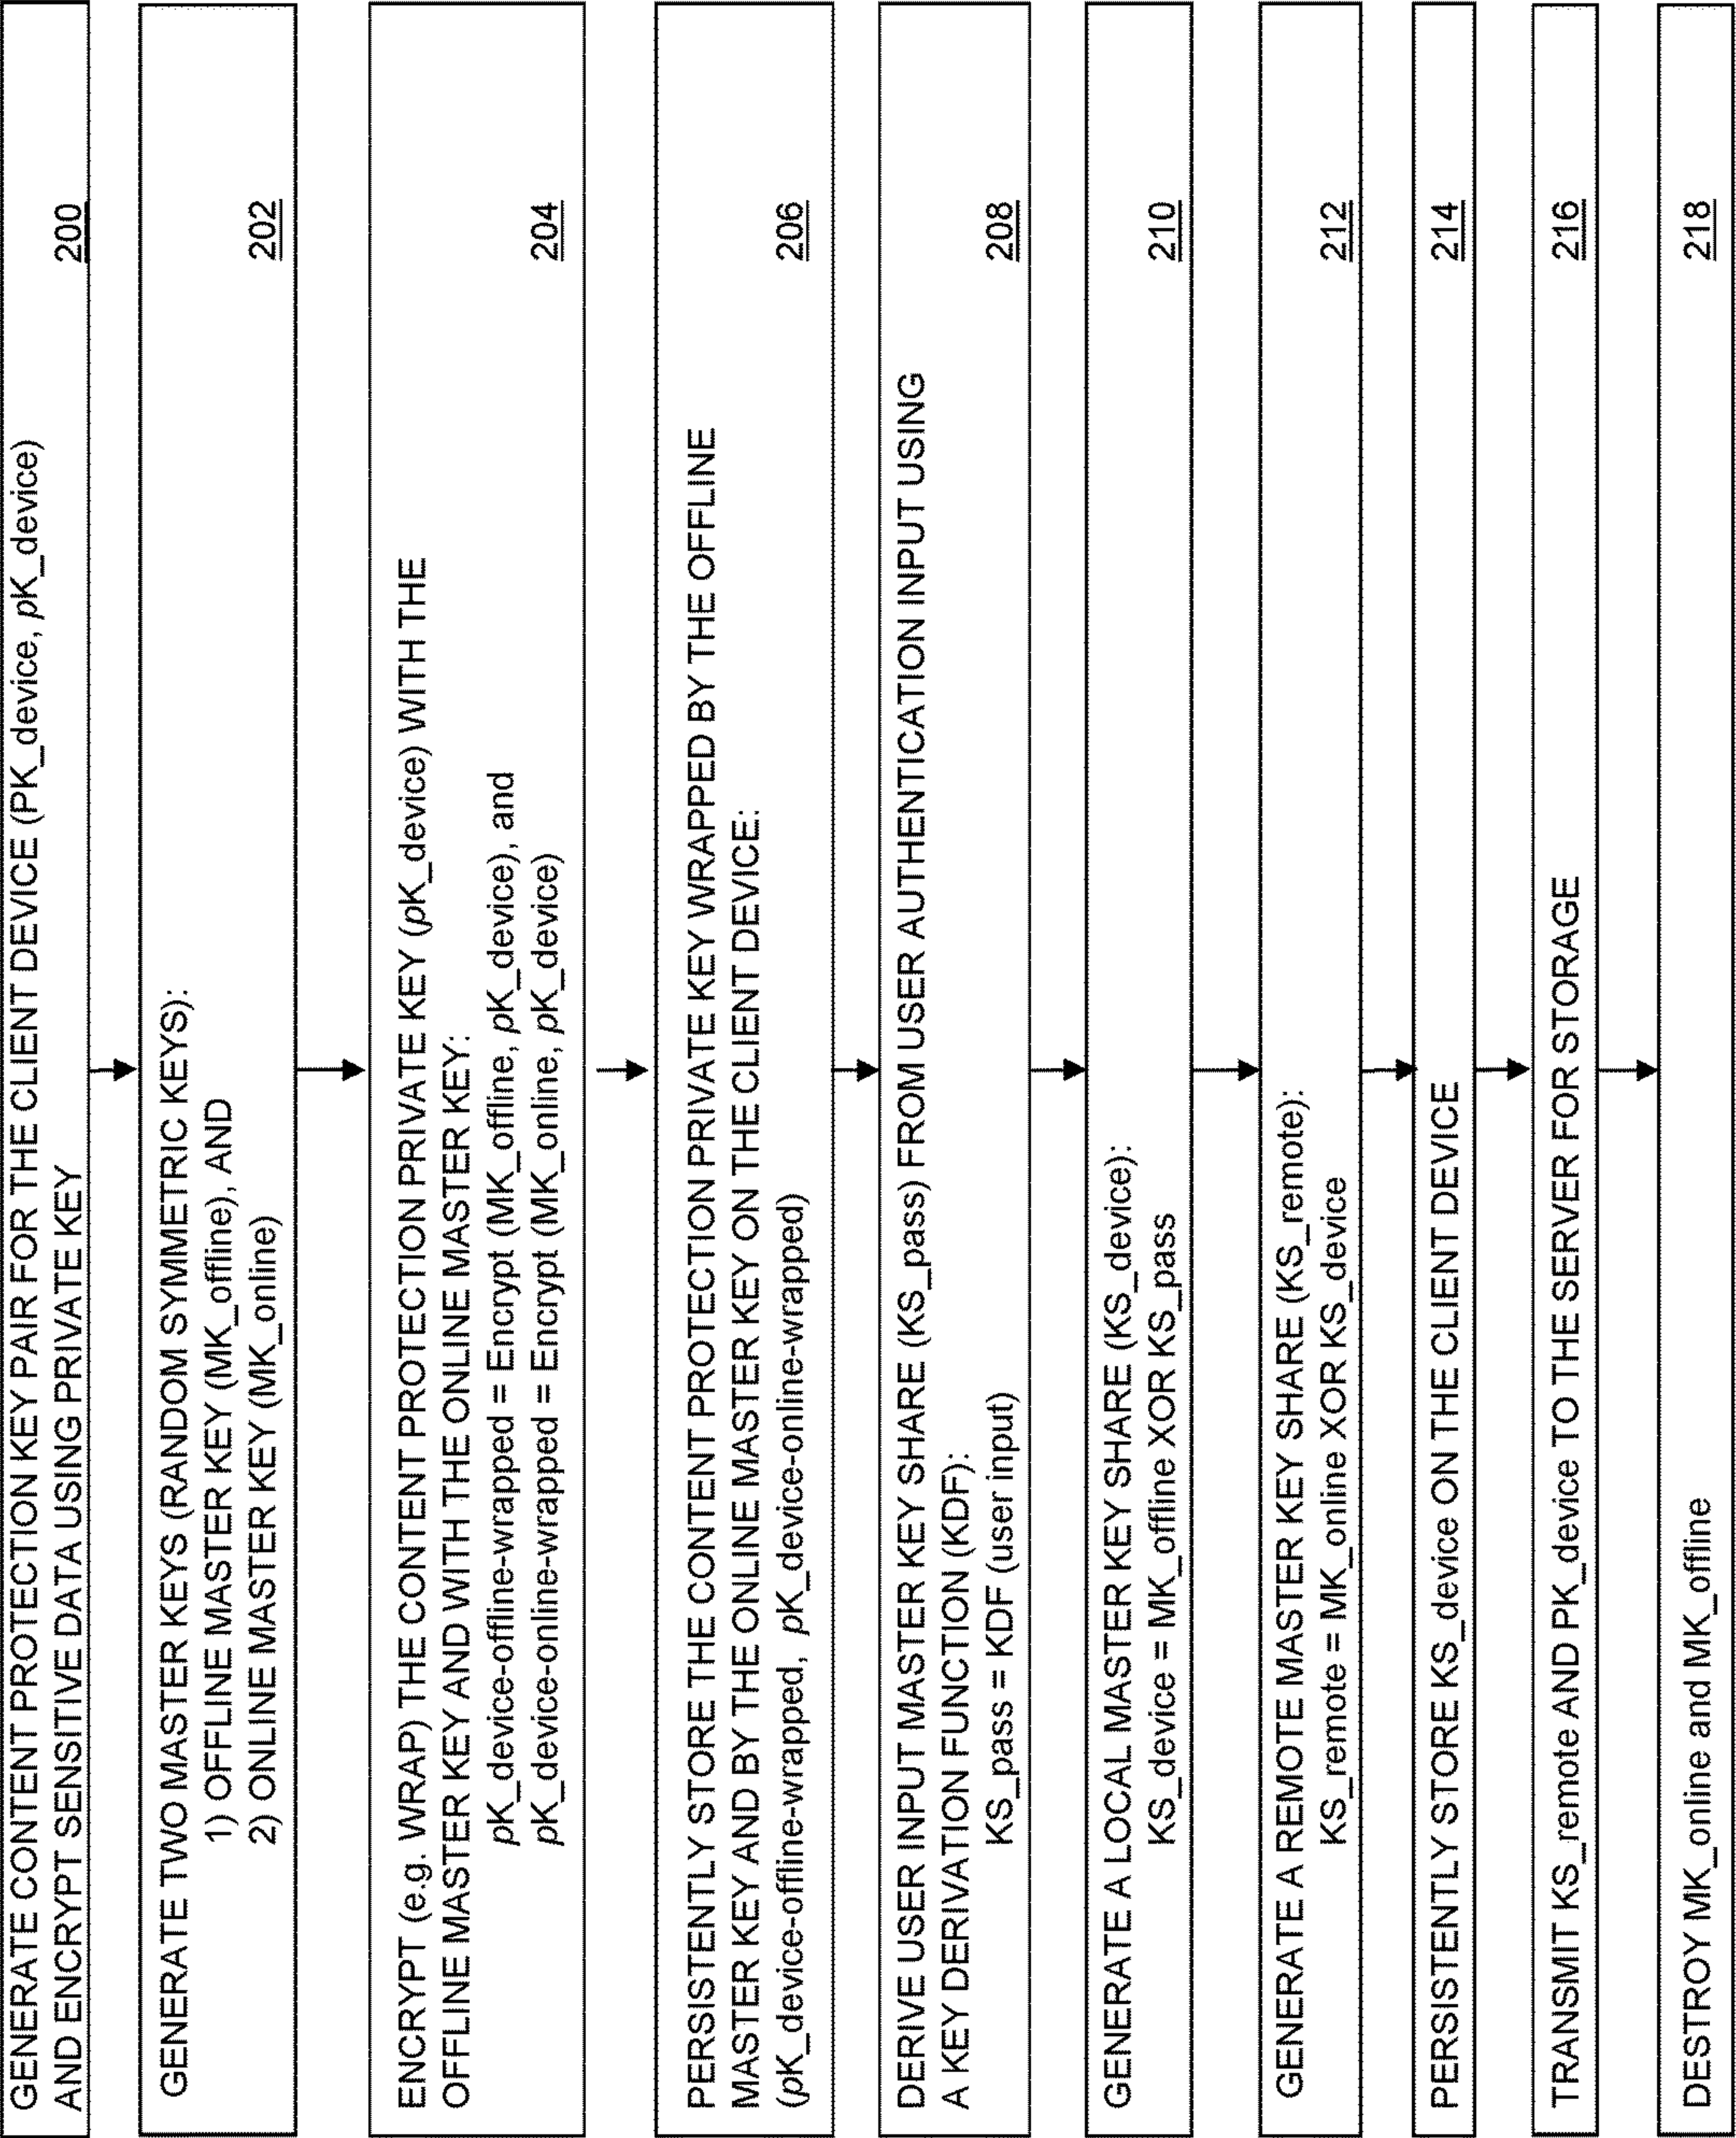 GENERATE CONTENT PROTECTION KEY PAIR FOR THE CLIENT DEVICE (PK_device, pK_device)
AND ENCRYPT SENSITIVE DATA USING PRIVATE KEY
200
GENERATE TWO MASTER KEYS (RANDOM SYMMETRIC KEYS):
1) OFFLINE MASTER KEY (MK_offline), AND
2) ONLINE MASTER KEY (MK_online)
202
ENCRYPT (e.g. WRAP) THE CONTENT PROTECTION PRIVATE KEY (pK_device) WITH THE
OFFLINE MASTER KEY AND WITH THE ONLINE MASTER KEY:
pK_device-offline-wrapped = Encrypt (MK_offline, pK_device), and
pK_device-online-wrapped = Encrypt (MK_online, pK_device)
204
PERSISTENTLY STORE THE CONTENT PROTECTION PRIVATE KEY WRAPPED BY THE OFFLINE
MASTER KEY AND BY THE ONLINE MASTER KEY ON THE CLIENT DEVICE:
(pK_device-offline-wrapped, pK_device-online-wrapped)
206
DERIVE USER INPUT MASTER KEY SHARE (KS_pass) FROM USER AUTHENTICATION INPUT USING
A KEY DERIVATION FUNCTION (KDF):
KS_pass = KDF (user input)
208
GENERATE A LOCAL MASTER KEY SHARE (KS_device):
KS_device = MK_offline XOR KS_pass
210
GENERATE A REMOTE MASTER KEY SHARE (KS_remote):
KS_remote = MK_online XOR KS_device
212
PERSISTENTLY STORE KS_device ON THE CLIENT DEVICE
214
TRANSMIT KS_remote AND PK_device TO THE SERVER FOR STORAGE
216
DESTROY MK_online and MK_offline
218